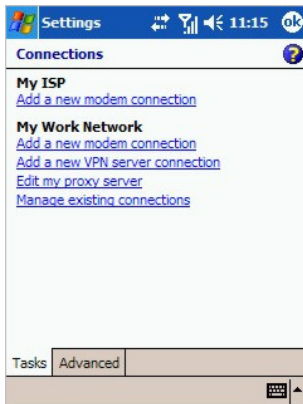 Settings 11:15 ok
Connections ?
My ISP
Add a new modem connection
My Work Network
Add a new modem connection
Add a new VPN server connection
Edit my proxy server
Manage existing connections
Tasks Advanced